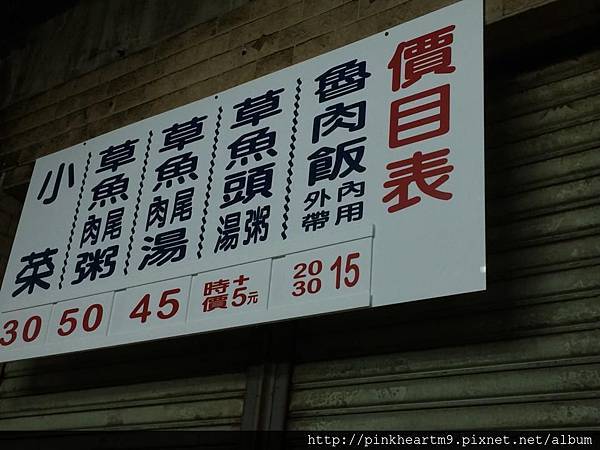 價目表
魯肉飯 內用 外帶
15 20 30
草魚頭 粥 湯
時價 +5元
草魚 尾 肉 湯
45
草魚 尾 肉 粥
50
小菜
30
http://pinkheartm9.pixnet.net/album